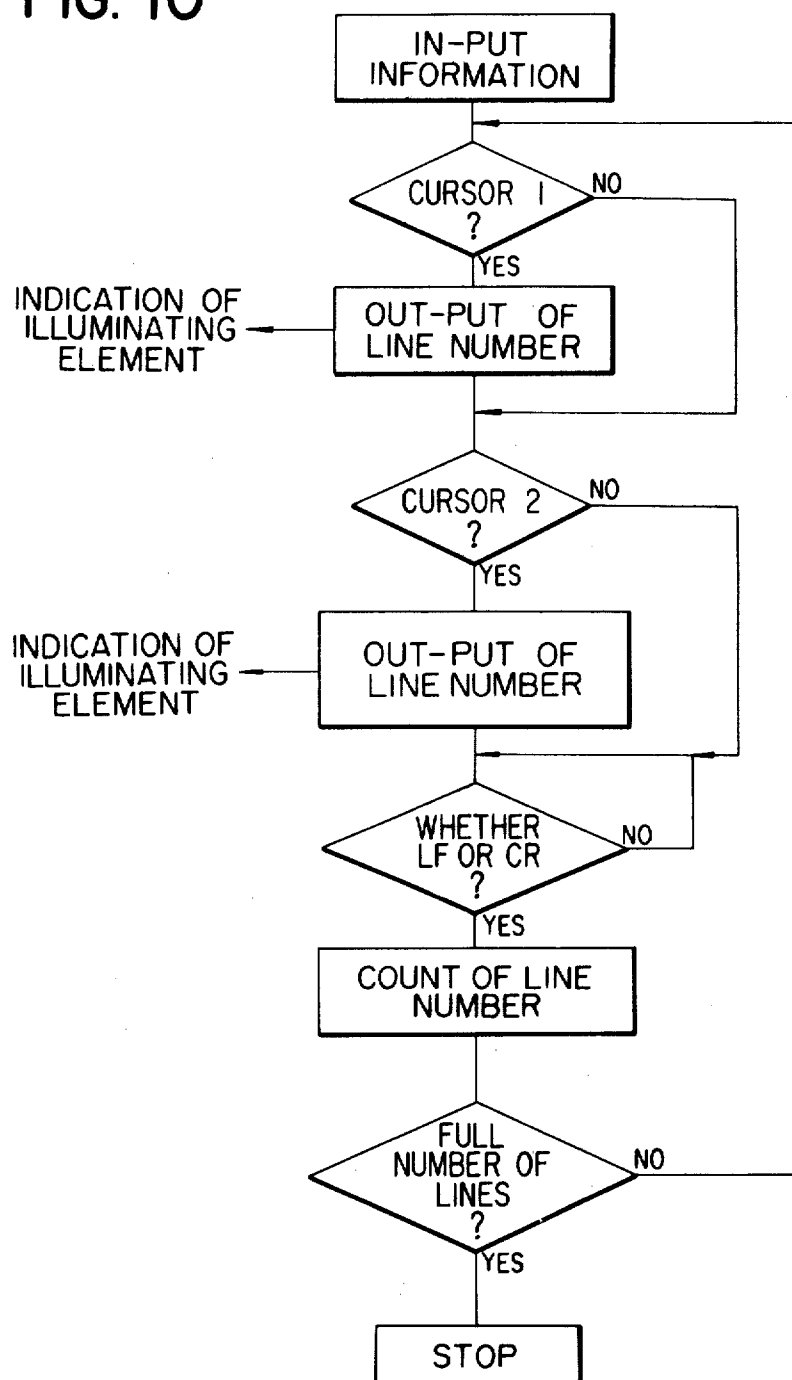 FIG. 10
IN-PUT
INFORMATION
CURSOR 1
?
NO
YES
INDICATION OF
ILLUMINATING
ELEMENT
OUT-PUT OF
LINE NUMBER
CURSOR 2
?
NO
YES
INDICATION OF
ILLUMINATING
ELEMENT
OUT-PUT OF
LINE NUMBER
WHETHER
LF OR CR
?
NO
YES
COUNT OF LINE
NUMBER
FULL
NUMBER OF
LINES
?
NO
YES
STOP